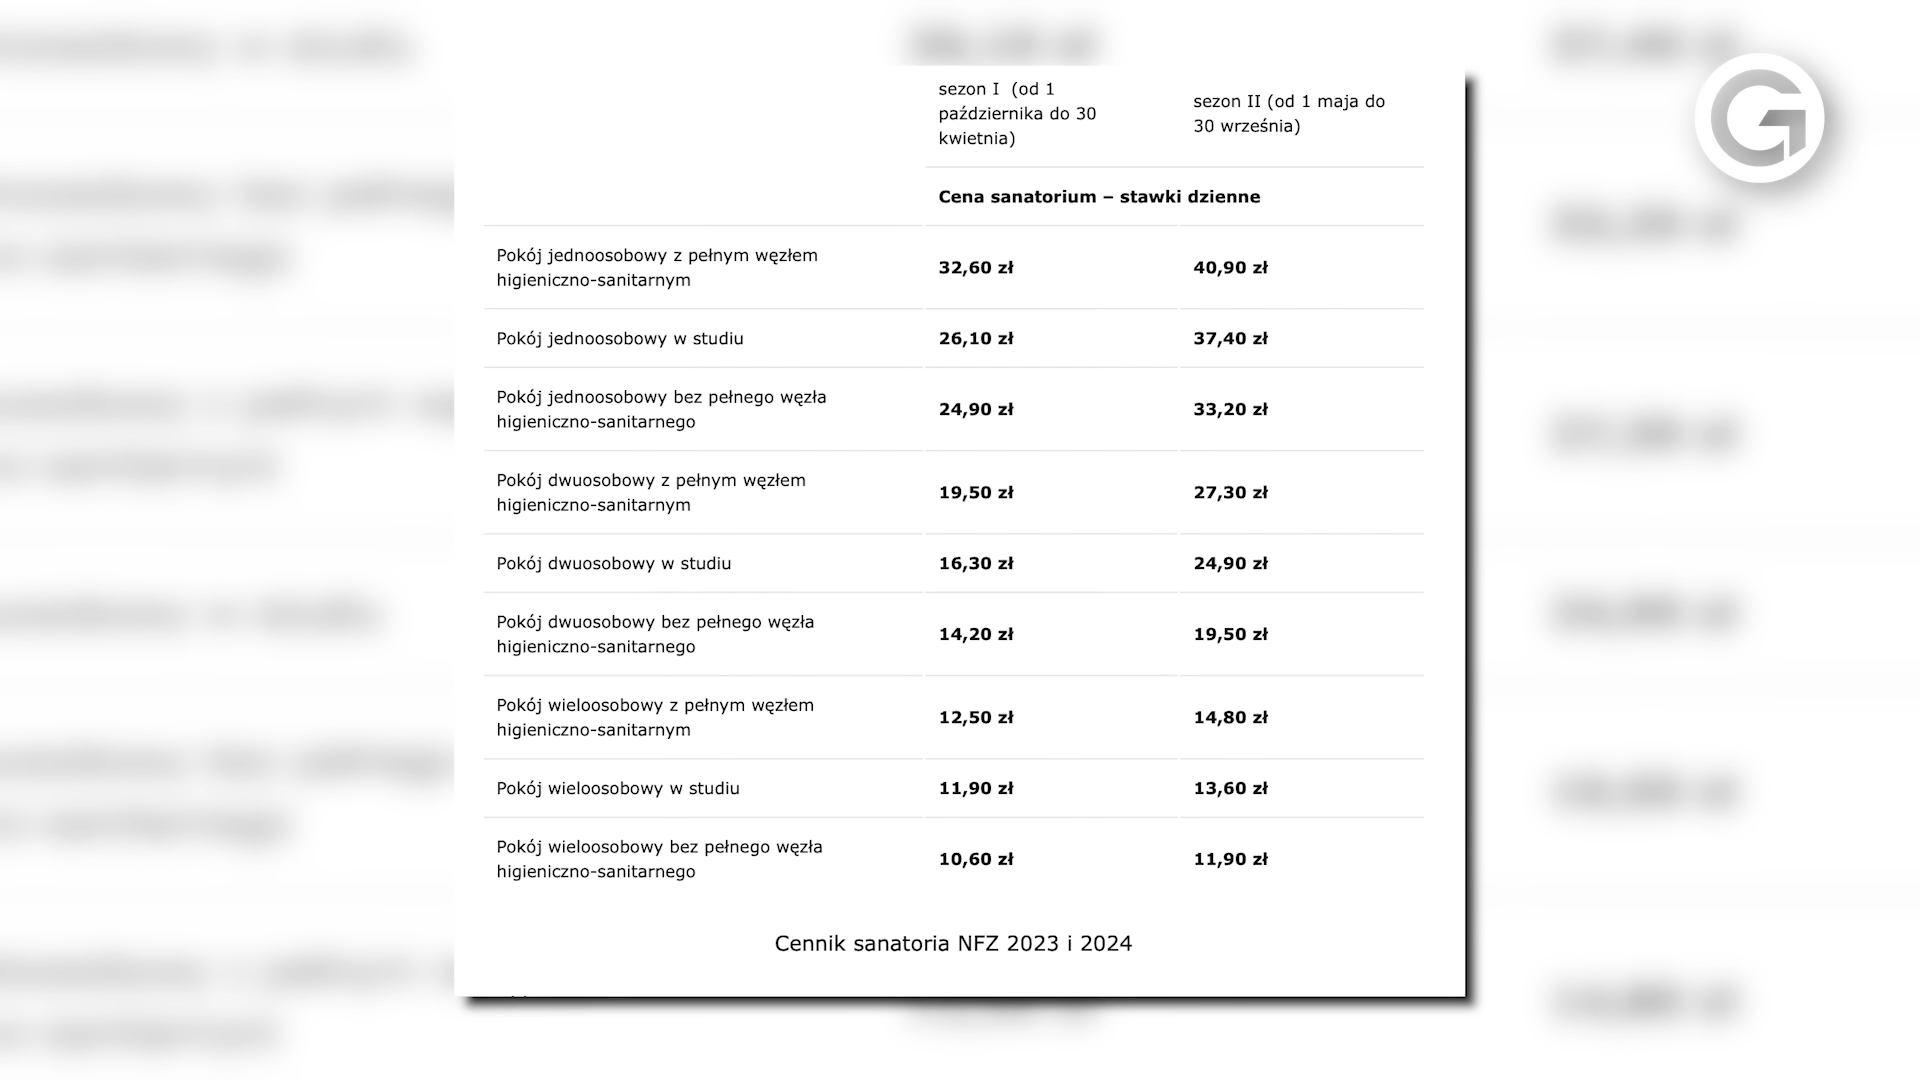 sezon I (od 1
października do 30
kwietnia)
sezon II (od 1 maja do
30 września)
Cena sanatorium – stawki dzienne
Pokój jednoosobowy z pełnym węzłem
higieniczno-sanitarnym
32,60 zł
40,90 zł
Pokój jednoosobowy w studiu
26,10 zł
37,40 zł
Pokój jednoosobowy bez pełnego węzła
higieniczno-sanitarnego
24,90 zł
33,20 zł
Pokój dwuosobowy z pełnym węzłem
higieniczno-sanitarnym
19,50 zł
27,30 zł
Pokój dwuosobowy w studiu
16,30 zł
24,90 zł
Pokój dwuosobowy bez pełnego węzła
higieniczno-sanitarnego
14,20 zł
19,50 zł
Pokój wieloosobowy z pełnym węzłem
higieniczno-sanitarnym
12,50 zł
14,80 zł
Pokój wieloosobowy w studiu
11,90 zł
13,60 zł
Pokój wieloosobowy bez pełnego węzła
higieniczno-sanitarnego
10,60 zł
11,90 zł
Cennik sanatoria NFZ 2023 i 2024